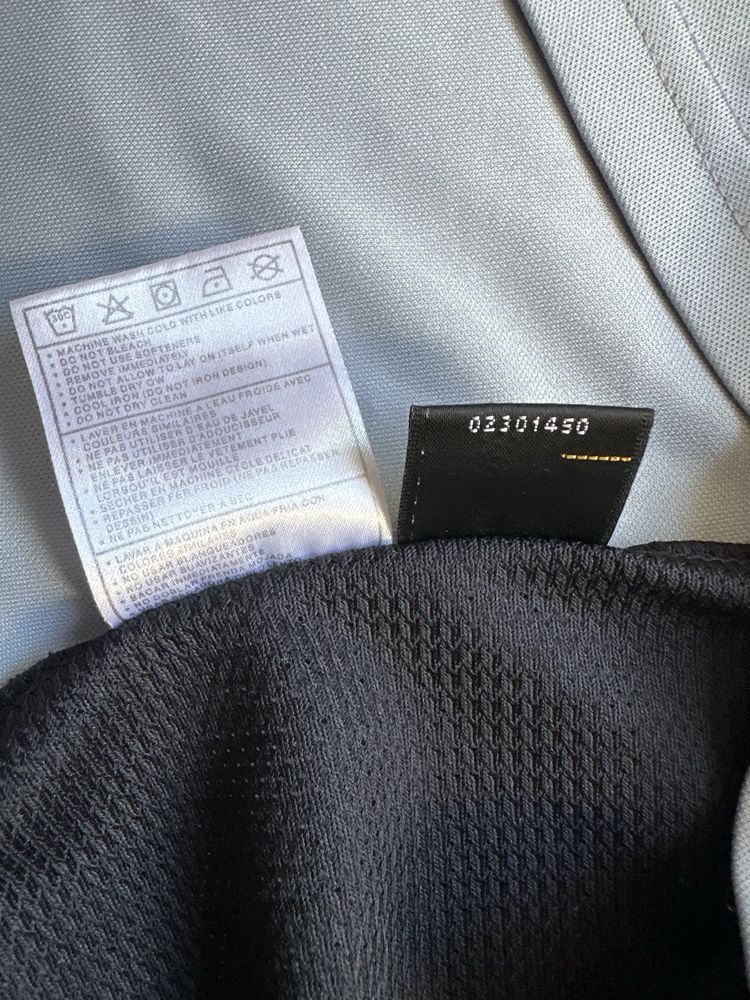 • MACHINE WASH COLD WITH LIKE COLORS
• DO NOT BLEACH
• DO NOT USE SOFTENERS
• REMOVE IMMEDIATELY
• DO NOT ALLOW TO LAY ON ITSELF WHEN WET
• TUMBLE DRY LOW
• COOL IRON (DO NOT IRON DESIGN)
• DO NOT DRY CLEAN
• LAVER EN MACHINE A L'EAU FROIDE AVEC
COULEURS SIMILAIRES
• NE PAS UTILISER D'EAU DE JAVEL
• NE PAS UTILISER D'ADOUCISSEUR
• ENLEVER IMMEDIATEMENT
• NE PAS LAISSER LE VETEMENT PLIE
LORSQU'IL EST MOUILLE
• SECHER EN MACHINE CYCLE DELICAT
• REPASSER FER FROID (PAS REPASSER
DESSIN)
• NE PAS NETTOYER A SEC
• LAVAR A MAQUINA EN AGUA FRIA CON
COLORES SIMILARES
• NO USAR BLANQUEADORES
• NO USAR SUAVIZANTES
02301450